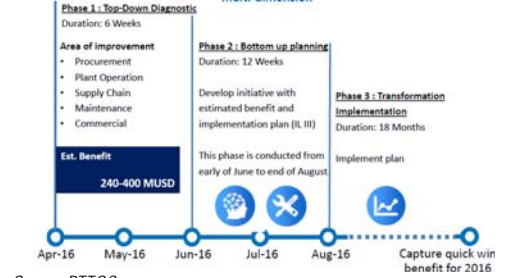 Phase 1 : Top-Down Diagnostic
Duration: 6 Weeks
Area of improvement
• Procurement
• Plant Operation
• Supply Chain
• Maintenance
• Commercial
Est. Benefit
240-400 MUSD
Phase 2 : Bottom up planning
Duration: 12 Weeks
Develop initiative with
estimated benefit and
implementation plan (IL III)
This phase is conducted from
early of June to end of August
Phase 3 : Transformation
Implementation
Duration: 18 Months
Implement plan
Apr-16 May-16 Jun-16 Jul-16 Aug-16 Capture quick win
benefit for 2016